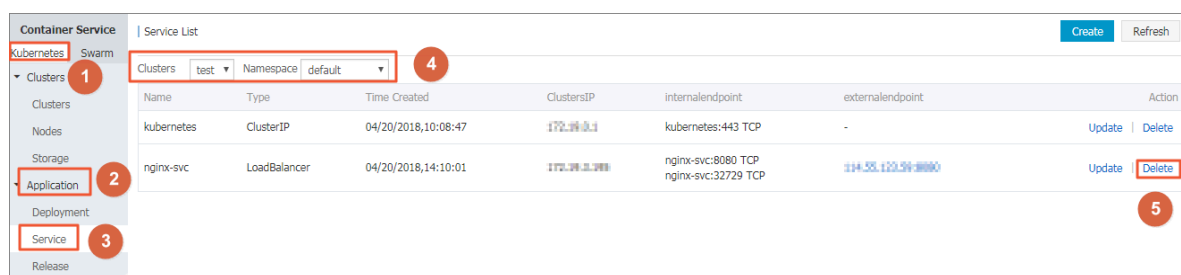 Container Service
Service List
Create
Refresh
Kubernetes
Swarm
1
Clusters
Clusters
Nodes
Storage
Application
2
Deployment
Service
3
Release
Clusters
test
Namespace
default
4
Name
Type
Time Created
ClustersIP
internalendpoint
externalendpoint
Action
kubernetes
ClusterIP
04/20/2018,10:08:47
kubernetes:443 TCP
-
Update | Delete
nginx-svc
LoadBalancer
04/20/2018,14:10:01
nginx-svc:8080 TCP
nginx-svc:32729 TCP
Update | Delete
5